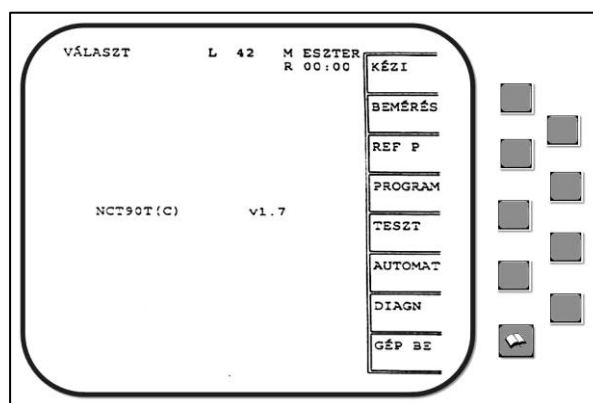 VÁLASZT L 42 M ESZTER
R 00:00
KÉZI
BEMÉRÉS
REF P
PROGRAM
NCT90T(C) v1.7
TESZT
AUTOMAT
DIAGN
GÉP BE